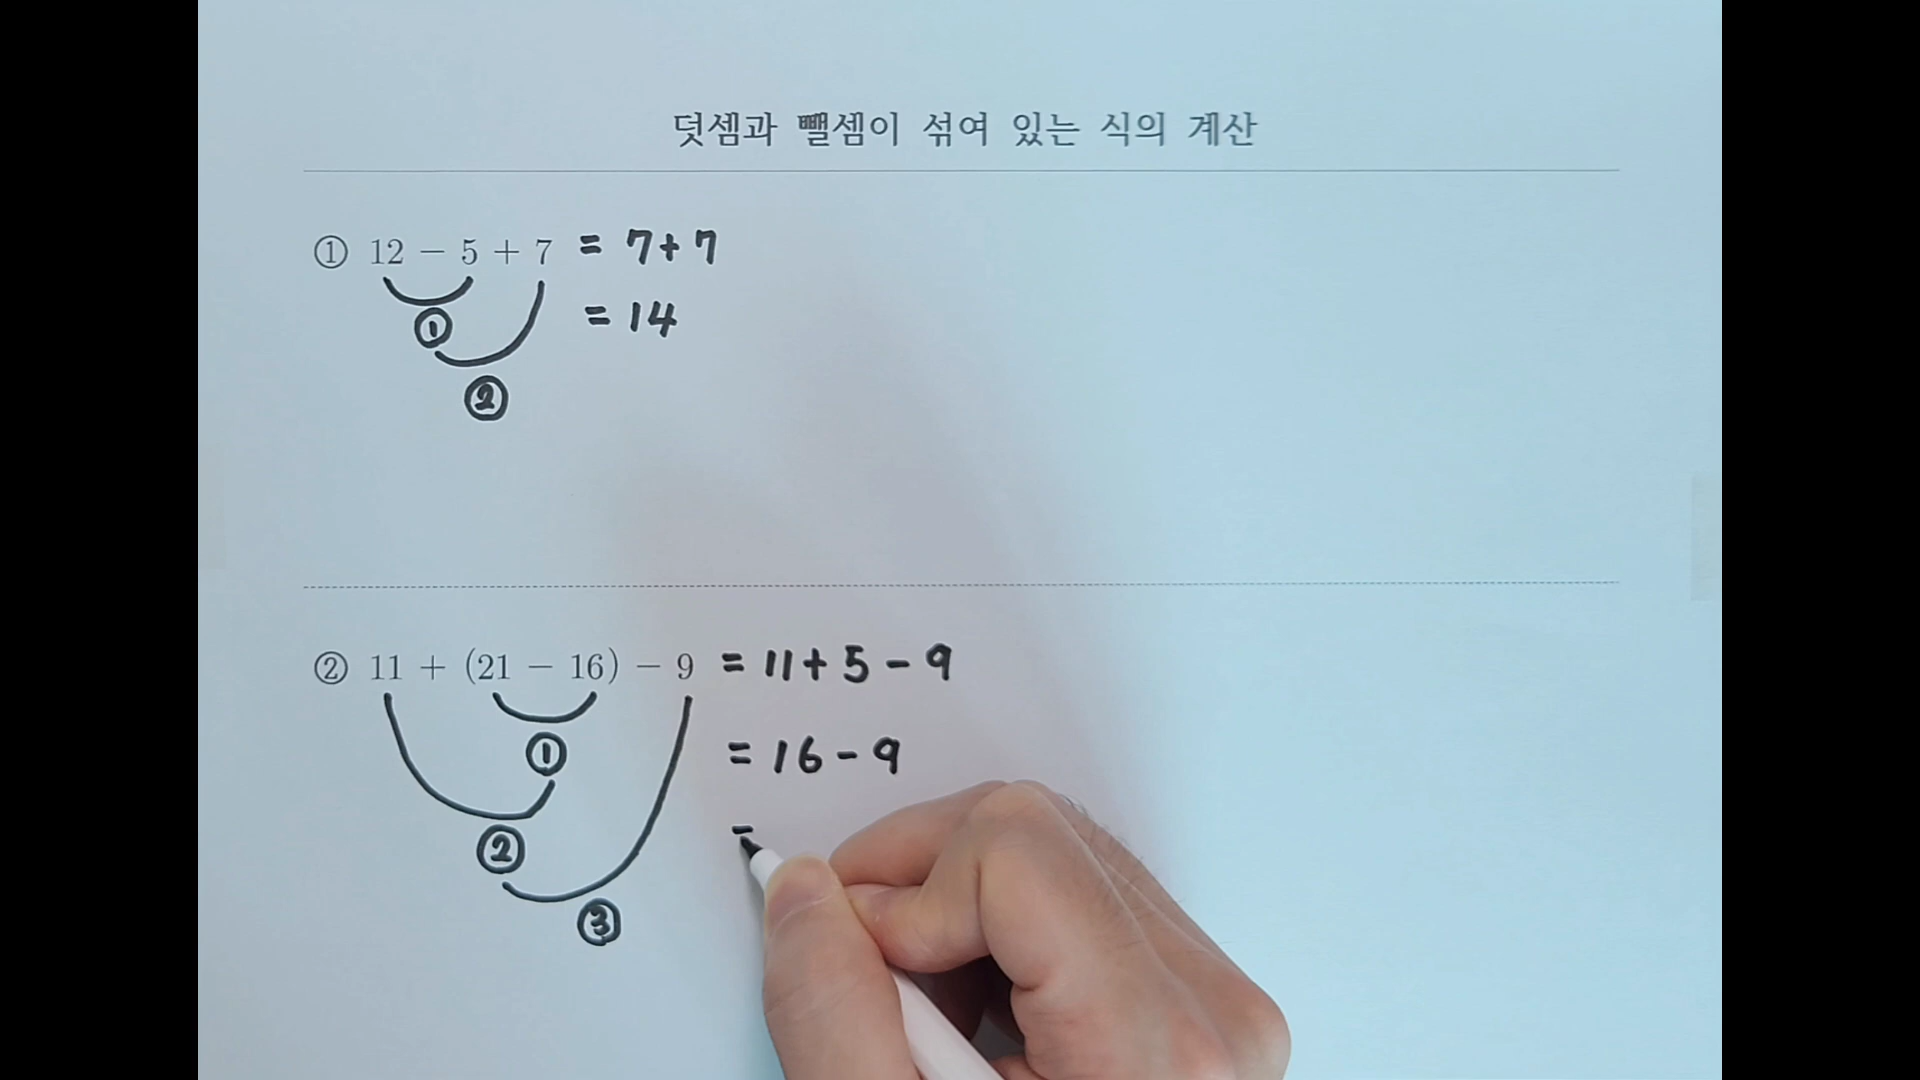 덧셈과 뺄셈이 섞여 있는 식의 계산
① 12 − 5 + 7 = 7+7
= 14
①
②
② 11 + (21 − 16) − 9 = 11+5−9
= 16−9
①
②
③